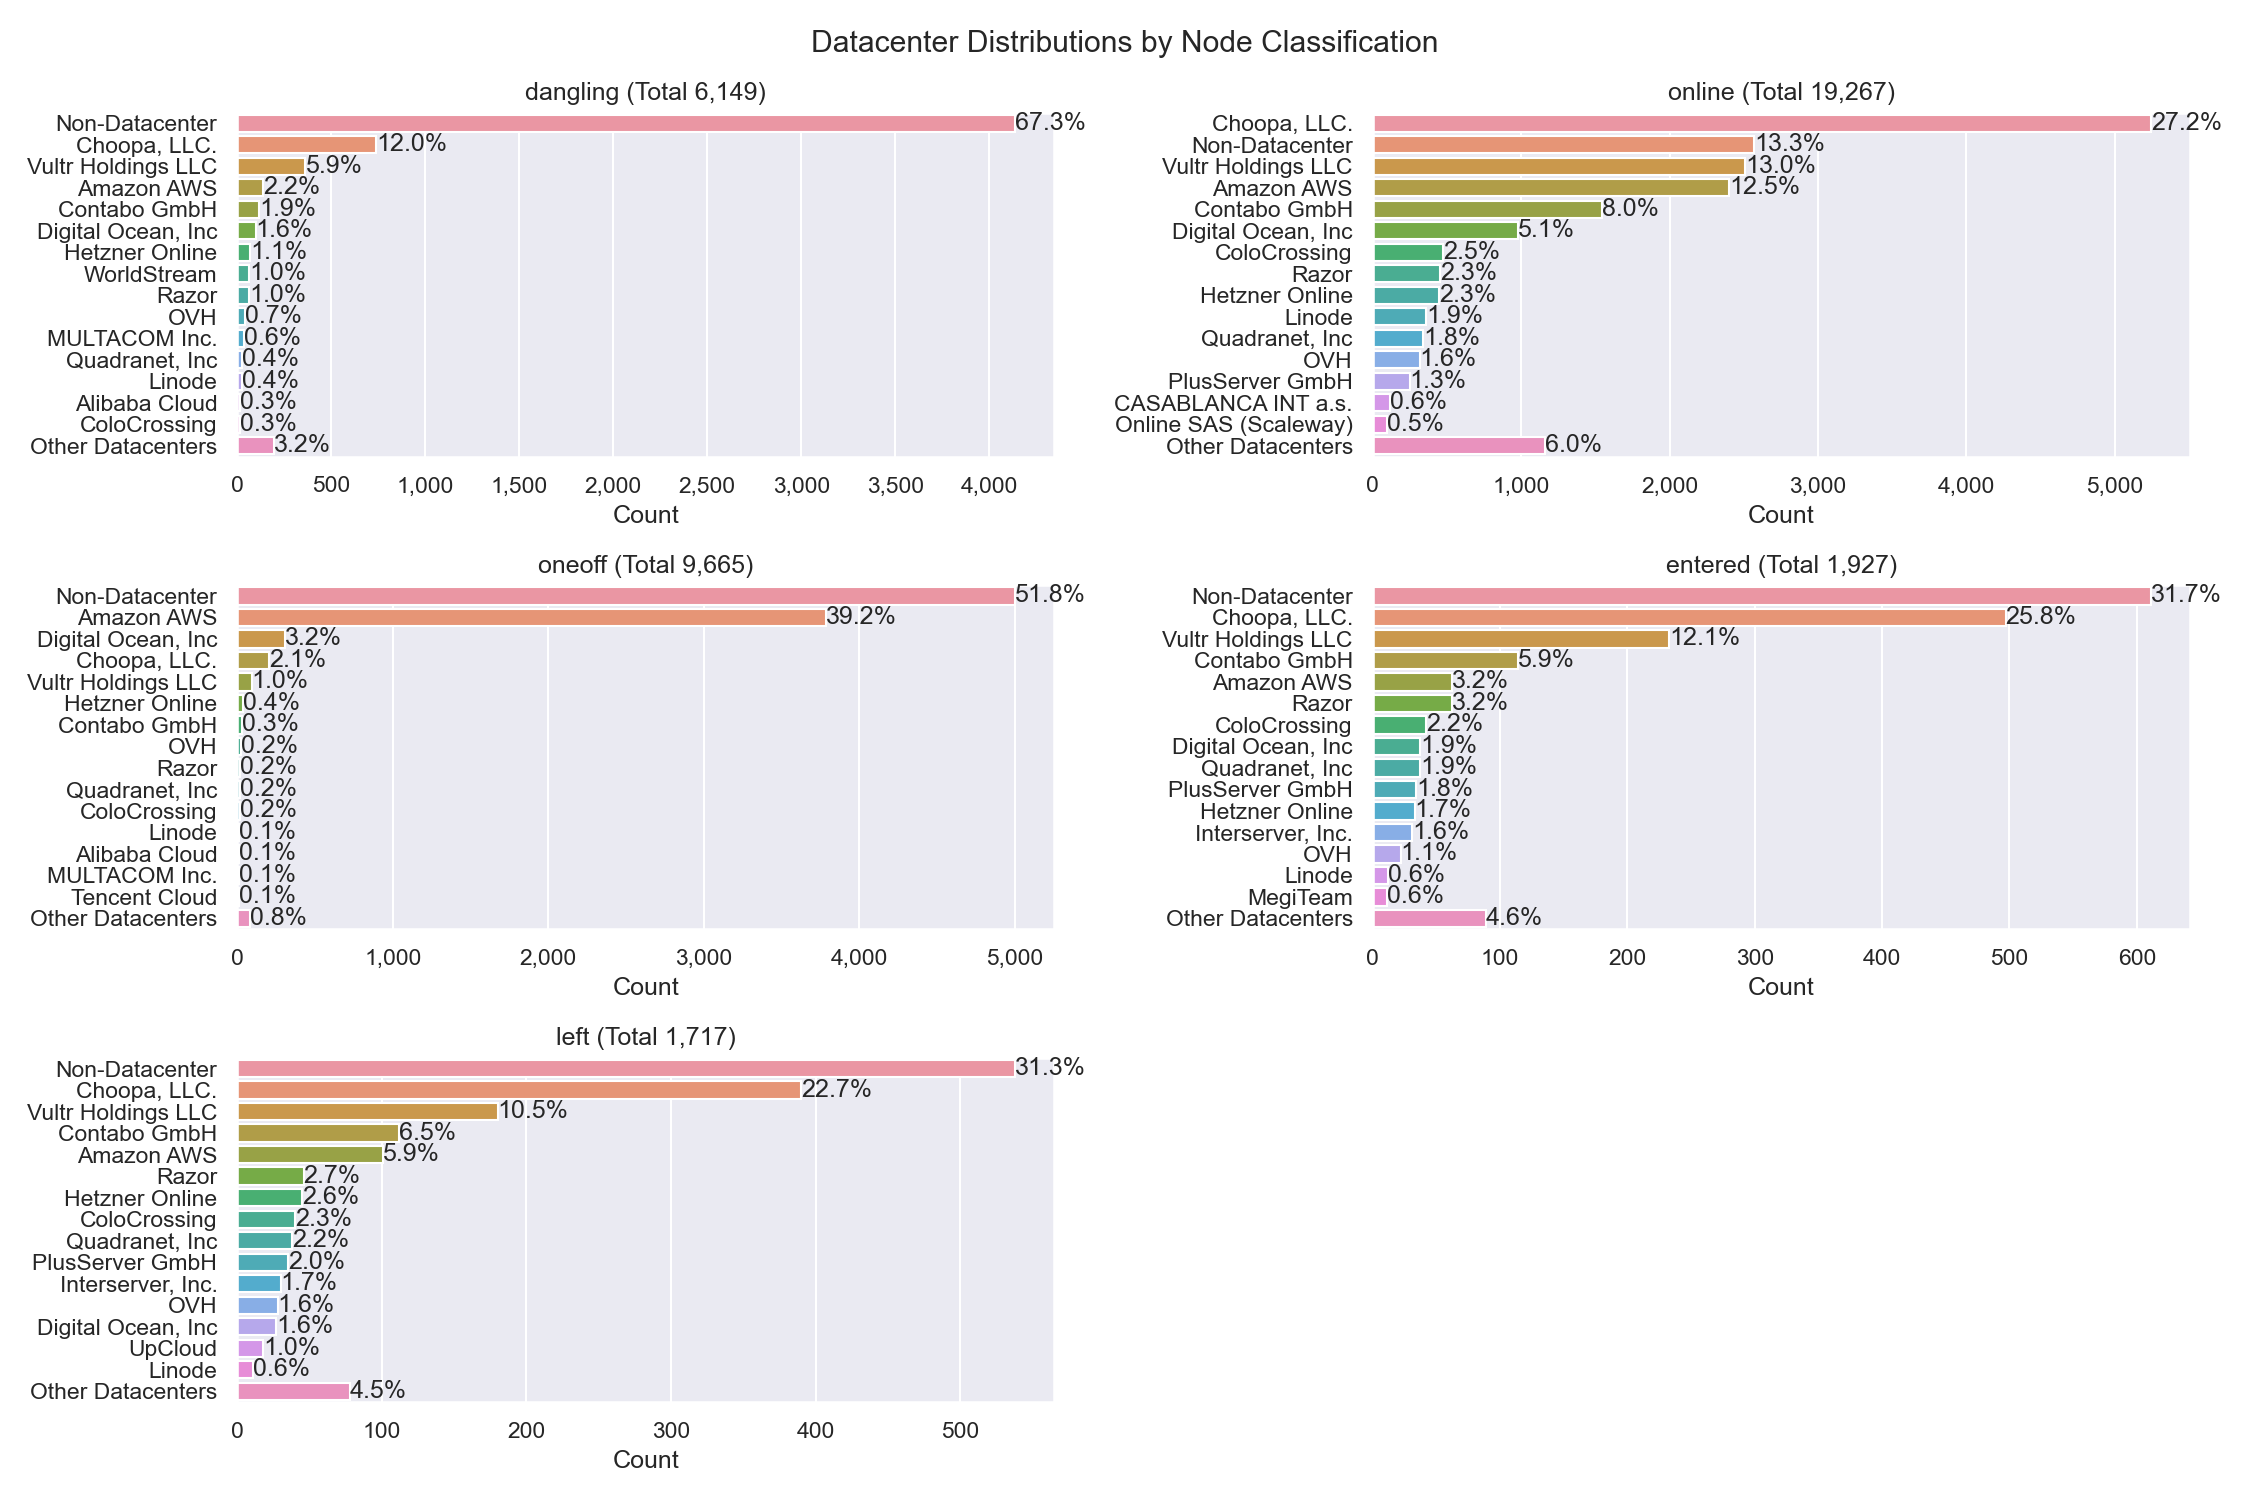 Datacenter Distributions by Node Classification
dangling (Total 6,149)
Non-Datacenter 67.3%
Choopa, LLC. 12.0%
Vultr Holdings LLC 5.9%
Amazon AWS 2.2%
Contabo GmbH 1.9%
Digital Ocean, Inc 1.6%
Hetzner Online 1.1%
WorldStream 1.0%
Razor 1.0%
OVH 0.7%
MULTACOM Inc. 0.6%
Quadranet, Inc 0.4%
Linode 0.4%
Alibaba Cloud 0.3%
ColoCrossing 0.3%
Other Datacenters 3.2%
0 500 1,000 1,500 2,000 2,500 3,000 3,500 4,000
Count
online (Total 19,267)
Choopa, LLC. 27.2%
Non-Datacenter 13.3%
Vultr Holdings LLC 13.0%
Amazon AWS 12.5%
Contabo GmbH 8.0%
Digital Ocean, Inc 5.1%
ColoCrossing 2.5%
Razor 2.3%
Hetzner Online 2.3%
Linode 1.9%
Quadranet, Inc 1.8%
OVH 1.6%
PlusServer GmbH 1.3%
CASABLANCA INT a.s. 0.6%
Online SAS (Scaleway) 0.5%
Other Datacenters 6.0%
0 1,000 2,000 3,000 4,000 5,000
Count
oneoff (Total 9,665)
Non-Datacenter 51.8%
Amazon AWS 39.2%
Digital Ocean, Inc 3.2%
Choopa, LLC. 2.1%
Vultr Holdings LLC 1.0%
Hetzner Online 0.4%
Contabo GmbH 0.3%
OVH 0.2%
Razor 0.2%
Quadranet, Inc 0.2%
ColoCrossing 0.2%
Linode 0.1%
Alibaba Cloud 0.1%
MULTACOM Inc. 0.1%
Tencent Cloud 0.1%
Other Datacenters 0.8%
0 1,000 2,000 3,000 4,000 5,000
Count
entered (Total 1,927)
Non-Datacenter 31.7%
Choopa, LLC. 25.8%
Vultr Holdings LLC 12.1%
Contabo GmbH 5.9%
Amazon AWS 3.2%
Razor 3.2%
ColoCrossing 2.2%
Digital Ocean, Inc 1.9%
Quadranet, Inc 1.9%
PlusServer GmbH 1.8%
Hetzner Online 1.7%
Interserver, Inc. 1.6%
OVH 1.1%
Linode 0.6%
MegiTeam 0.6%
Other Datacenters 4.6%
0 100 200 300 400 500 600
Count
left (Total 1,717)
Non-Datacenter 31.3%
Choopa, LLC. 22.7%
Vultr Holdings LLC 10.5%
Contabo GmbH 6.5%
Amazon AWS 5.9%
Razor 2.7%
Hetzner Online 2.6%
ColoCrossing 2.3%
Quadranet, Inc 2.2%
PlusServer GmbH 2.0%
Interserver, Inc. 1.7%
OVH 1.6%
Digital Ocean, Inc 1.6%
UpCloud 1.0%
Linode 0.6%
Other Datacenters 4.5%
0 100 200 300 400 500
Count